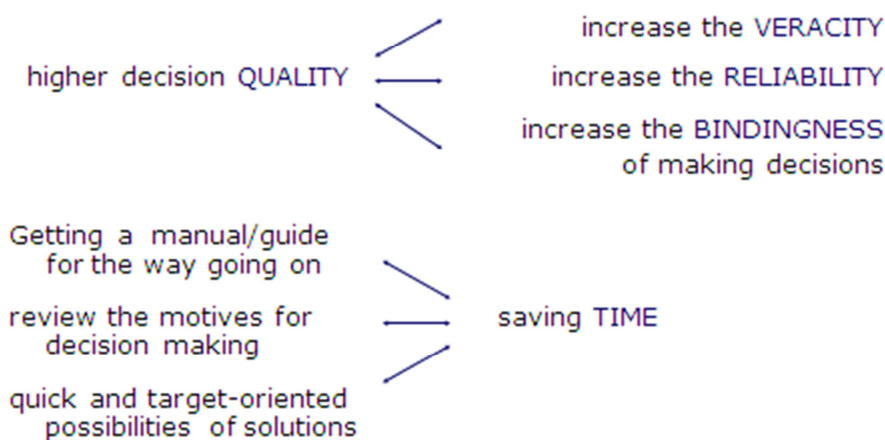 higher decision QUALITY
increase the VERACITY
increase the RELIABILITY
increase the BINDINGNESS
of making decisions
Getting a manual/guide
for the way going on
review the motives for
decision making
quick and target-oriented
possibilities of solutions
saving TIME